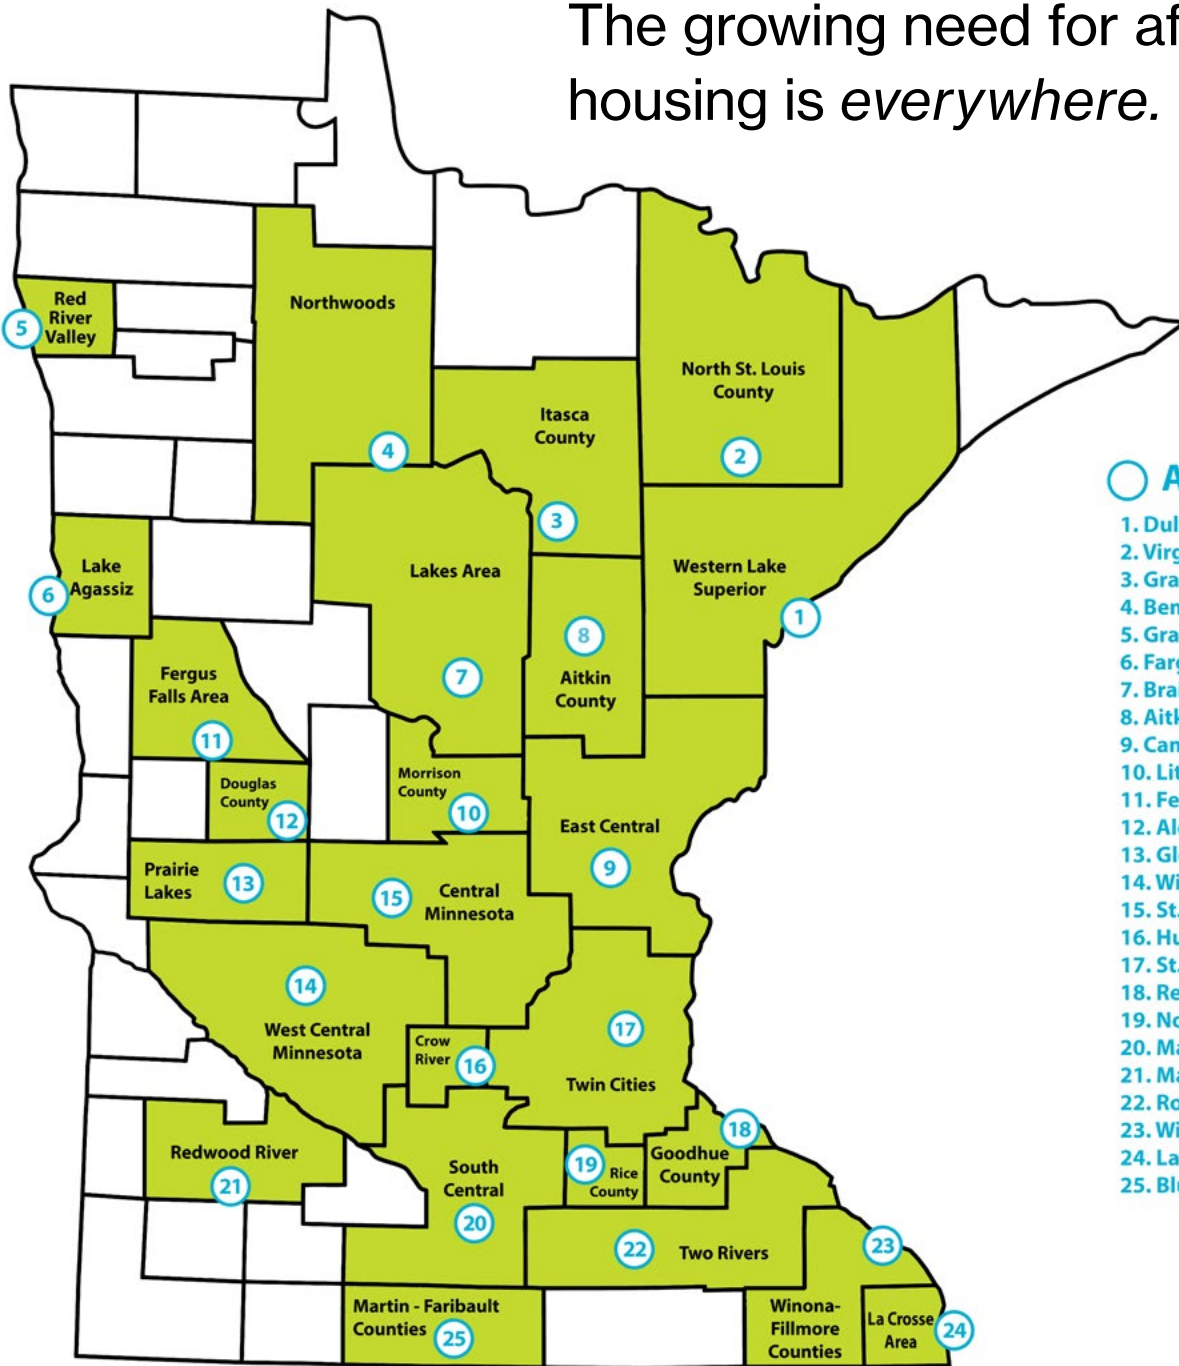 The growing need for af
housing is everywhere.
Northwoods
Red
River
Valley
5
North St. Louis
County
2
Itasca
County
4
3
Lake
Agassiz
6
Lakes Area
7
Western Lake
Superior
1
8
Aitkin
County
Fergus
Falls Area
11
Douglas
County
12
Morrison
County
10
East Central
9
Prairie
Lakes
13
15
Central
Minnesota
14
West Central
Minnesota
Crow
River
16
17
Twin Cities
Redwood River
21
South
Central
20
19
Rice
County
Goodhue
County
18
22
Two Rivers
23
Martin - Faribault
Counties
25
Winona-
Fillmore
Counties
La Crosse
Area
24
A
1. Dul
2. Virg
3. Gra
4. Bem
5. Gra
6. Farg
7. Brai
8. Aitk
9. Cam
10. Lit
11. Fe
12. Ale
13. Gle
14. Wi
15. St.
16. Hu
17. St.
18. Re
19. No
20. Ma
21. Ma
22. Ro
23. Wi
24. La
25. Blu